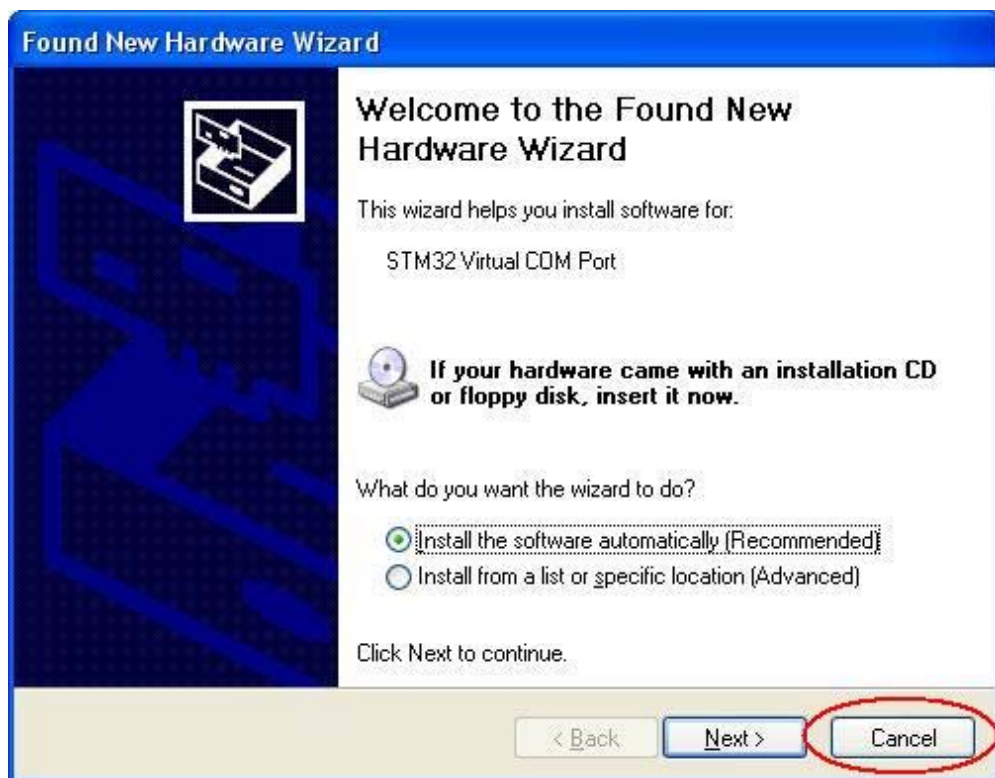 Found New Hardware Wizard
Welcome to the Found New
Hardware Wizard
This wizard helps you install software for:
STM32 Virtual COM Port
If your hardware came with an installation CD
or floppy disk, insert it now.
What do you want the wizard to do?
Install the software automatically (Recommended)
Install from a list or specific location (Advanced)
Click Next to continue.
< Back Next > Cancel